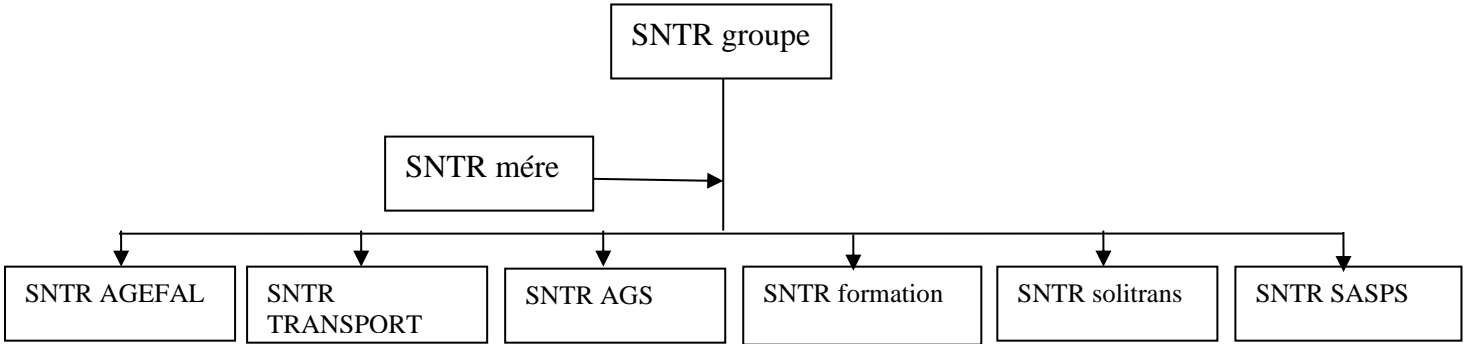 SNTR groupe
SNTR mére
SNTR AGEFAL
SNTR
TRANSPORT
SNTR AGS
SNTR formation
SNTR solitrans
SNTR SASPS